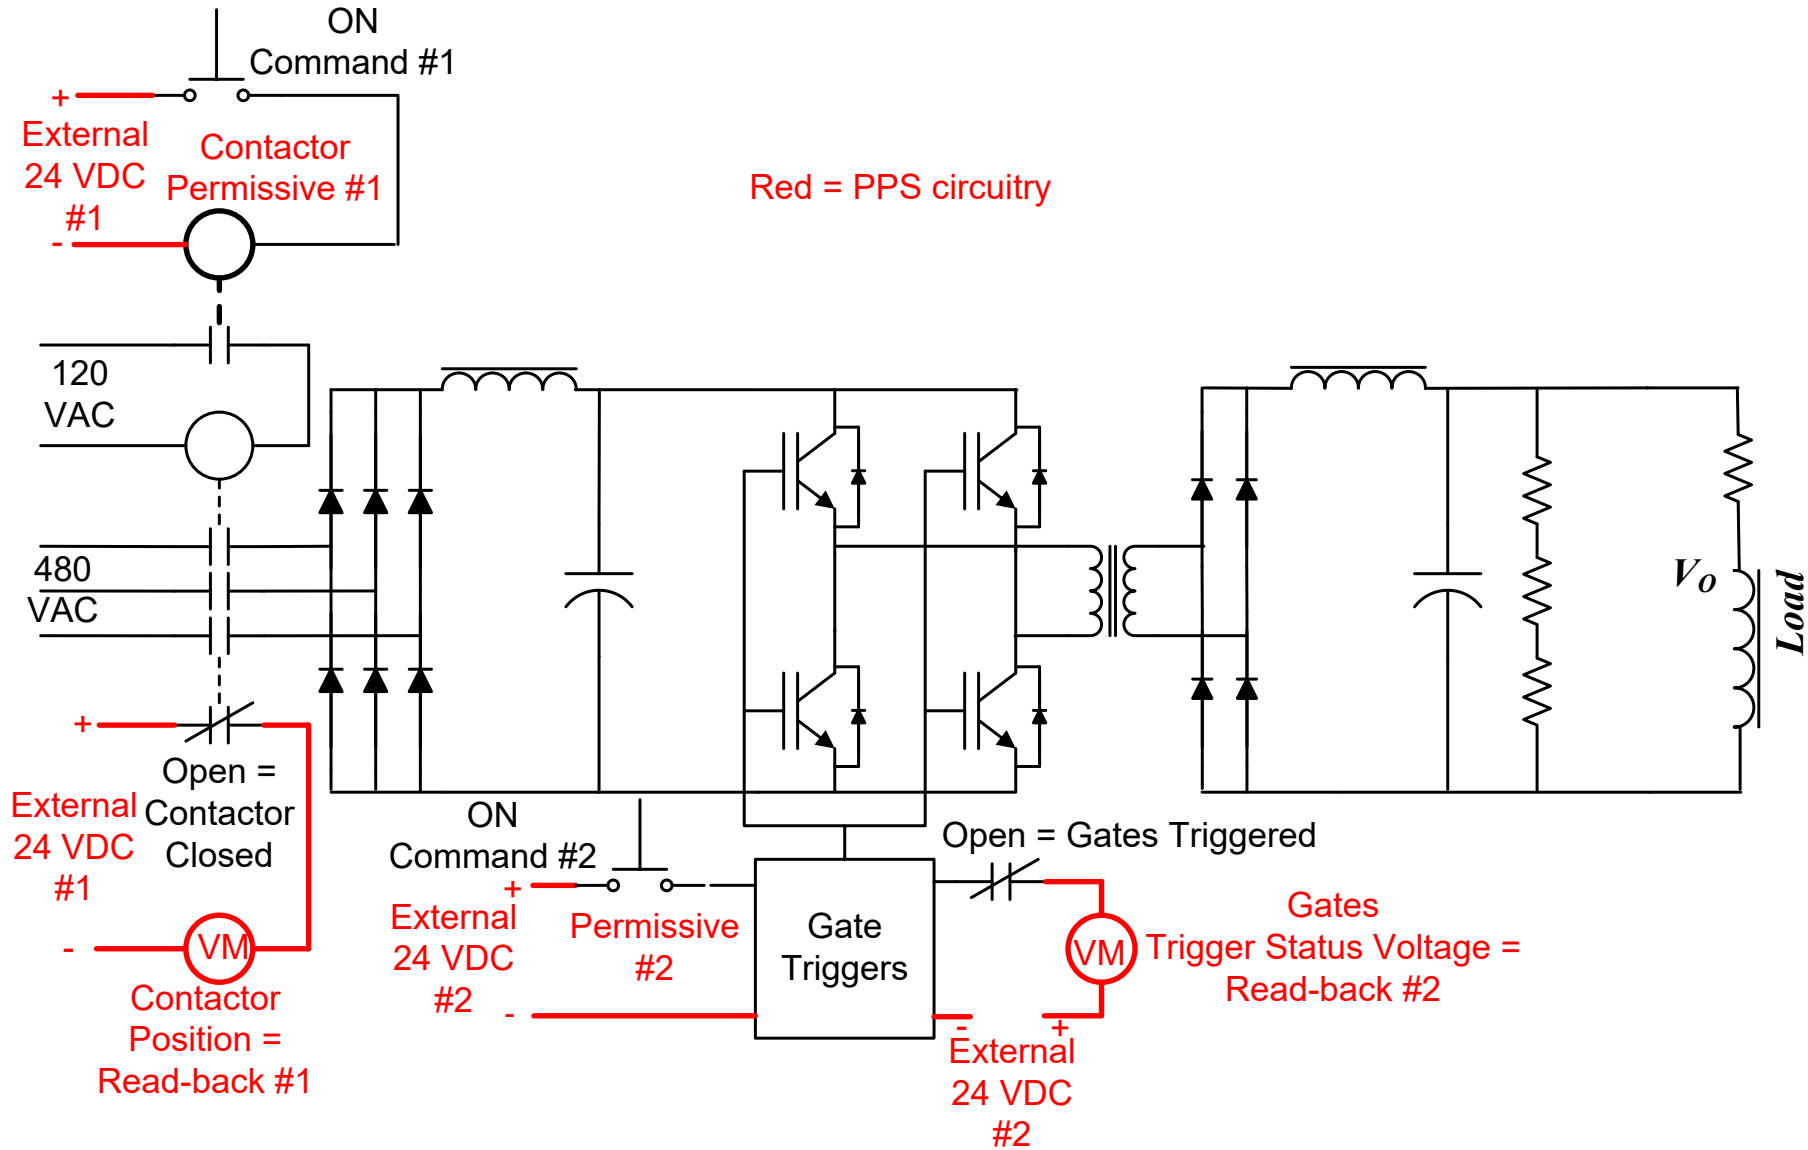 ON
Command #1
+
External
24 VDC
#1
-
Contactor
Permissive #1
Red = PPS circuitry
120
VAC
480
VAC
+
Open =
Contactor
Closed
External
24 VDC
#1
-
VM
Contactor
Position =
Read-back #1
ON
Command #2
+
External
24 VDC
#2
-
Permissive
#2
Gate
Triggers
Open = Gates Triggered
VM
Gates
Trigger Status Voltage =
Read-back #2
- +
External
24 VDC
#2
Vo
Load